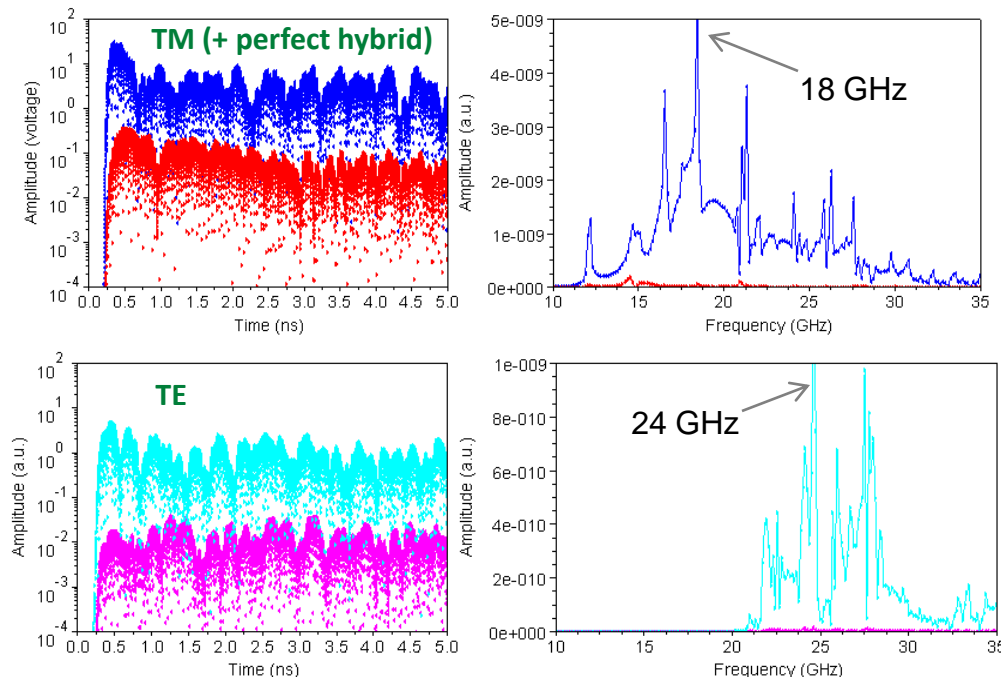 TM (+ perfect hybrid)
Amplitude (voltage)
10^2
10^1
10^0
10^-1
10^-2
10^-3
10^-4
0.0 0.5 1.0 1.5 2.0 2.5 3.0 3.5 4.0 4.5 5.0
Time (ns)
18 GHz
Amplitude (a.u.)
5e-009
4e-009
3e-009
2e-009
1e-009
0e+000
10 15 20 25 30 35
Frequency (GHz)
TE
Amplitude (a.u.)
10^2
10^1
10^0
10^-1
10^-2
10^-3
10^-4
0.0 0.5 1.0 1.5 2.0 2.5 3.0 3.5 4.0 4.5 5.0
Time (ns)
24 GHz
Amplitude (a.u.)
1e-009
8e-010
6e-010
4e-010
2e-010
0e+000
10 15 20 25 30 35
Frequency (GHz)